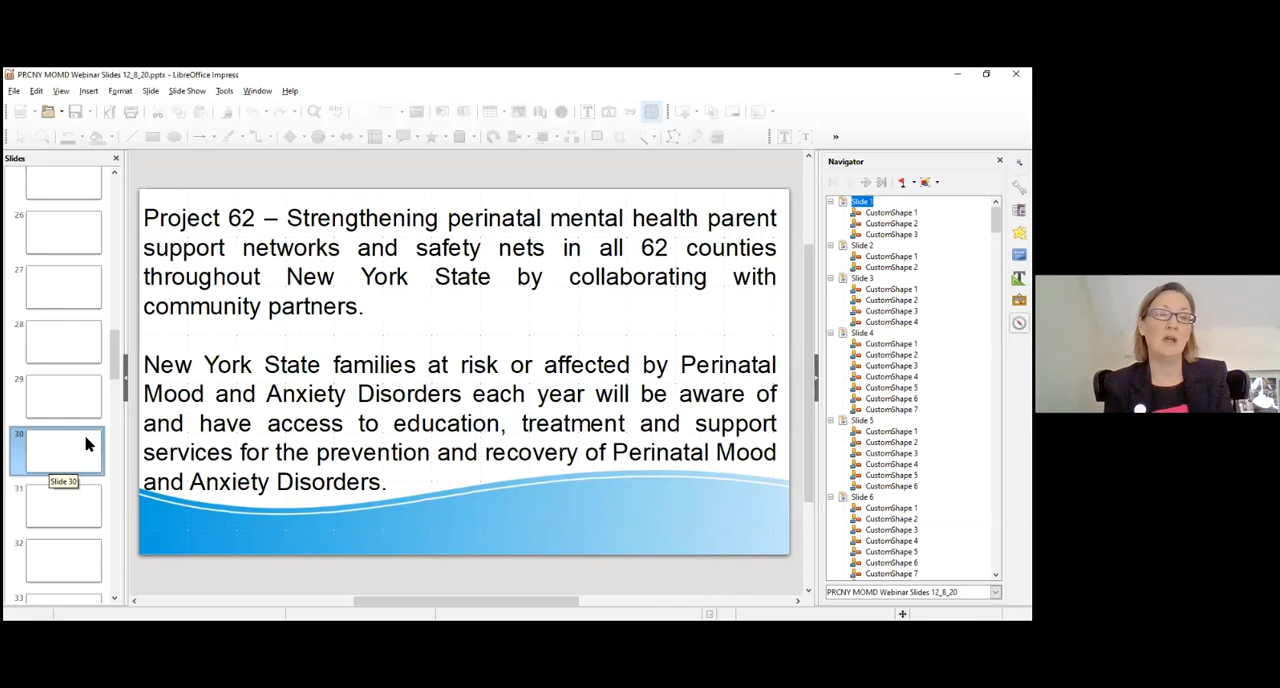 PRCNY MOMD Webinar Slides 12_8_20.pptx - LibreOffice Impress
File Edit View Insert Format Slide Slide Show Tools Window Help
Slides
26
27
28
29
30
Slide 30
31
32
33
Project 62 – Strengthening perinatal mental health parent
support networks and safety nets in all 62 counties
throughout New York State by collaborating with
community partners.
New York State families at risk or affected by Perinatal
Mood and Anxiety Disorders each year will be aware of
and have access to education, treatment and support
services for the prevention and recovery of Perinatal Mood
and Anxiety Disorders.
Navigator
Slide 1
CustomShape 1
CustomShape 2
CustomShape 3
Slide 2
CustomShape 1
CustomShape 2
Slide 3
CustomShape 1
CustomShape 2
CustomShape 3
CustomShape 4
Slide 4
CustomShape 1
CustomShape 2
CustomShape 3
CustomShape 4
CustomShape 5
CustomShape 6
CustomShape 7
Slide 5
CustomShape 1
CustomShape 2
CustomShape 3
CustomShape 4
CustomShape 5
CustomShape 6
Slide 6
CustomShape 1
CustomShape 2
CustomShape 3
CustomShape 4
CustomShape 5
CustomShape 6
CustomShape 7
PRCNY MOMD Webinar Slides 12_8_20